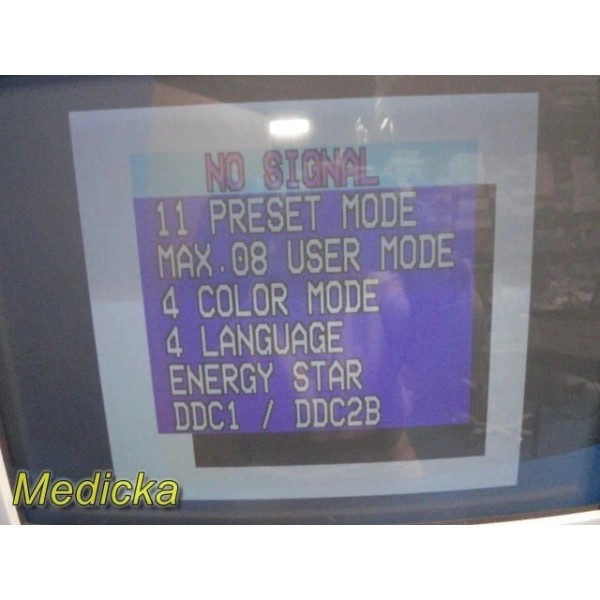 NO SIGNAL
11 PRESET MODE
MAX.08 USER MODE
4 COLOR MODE
4 LANGUAGE
ENERGY STAR
DDC1 / DDC2B
Medicka